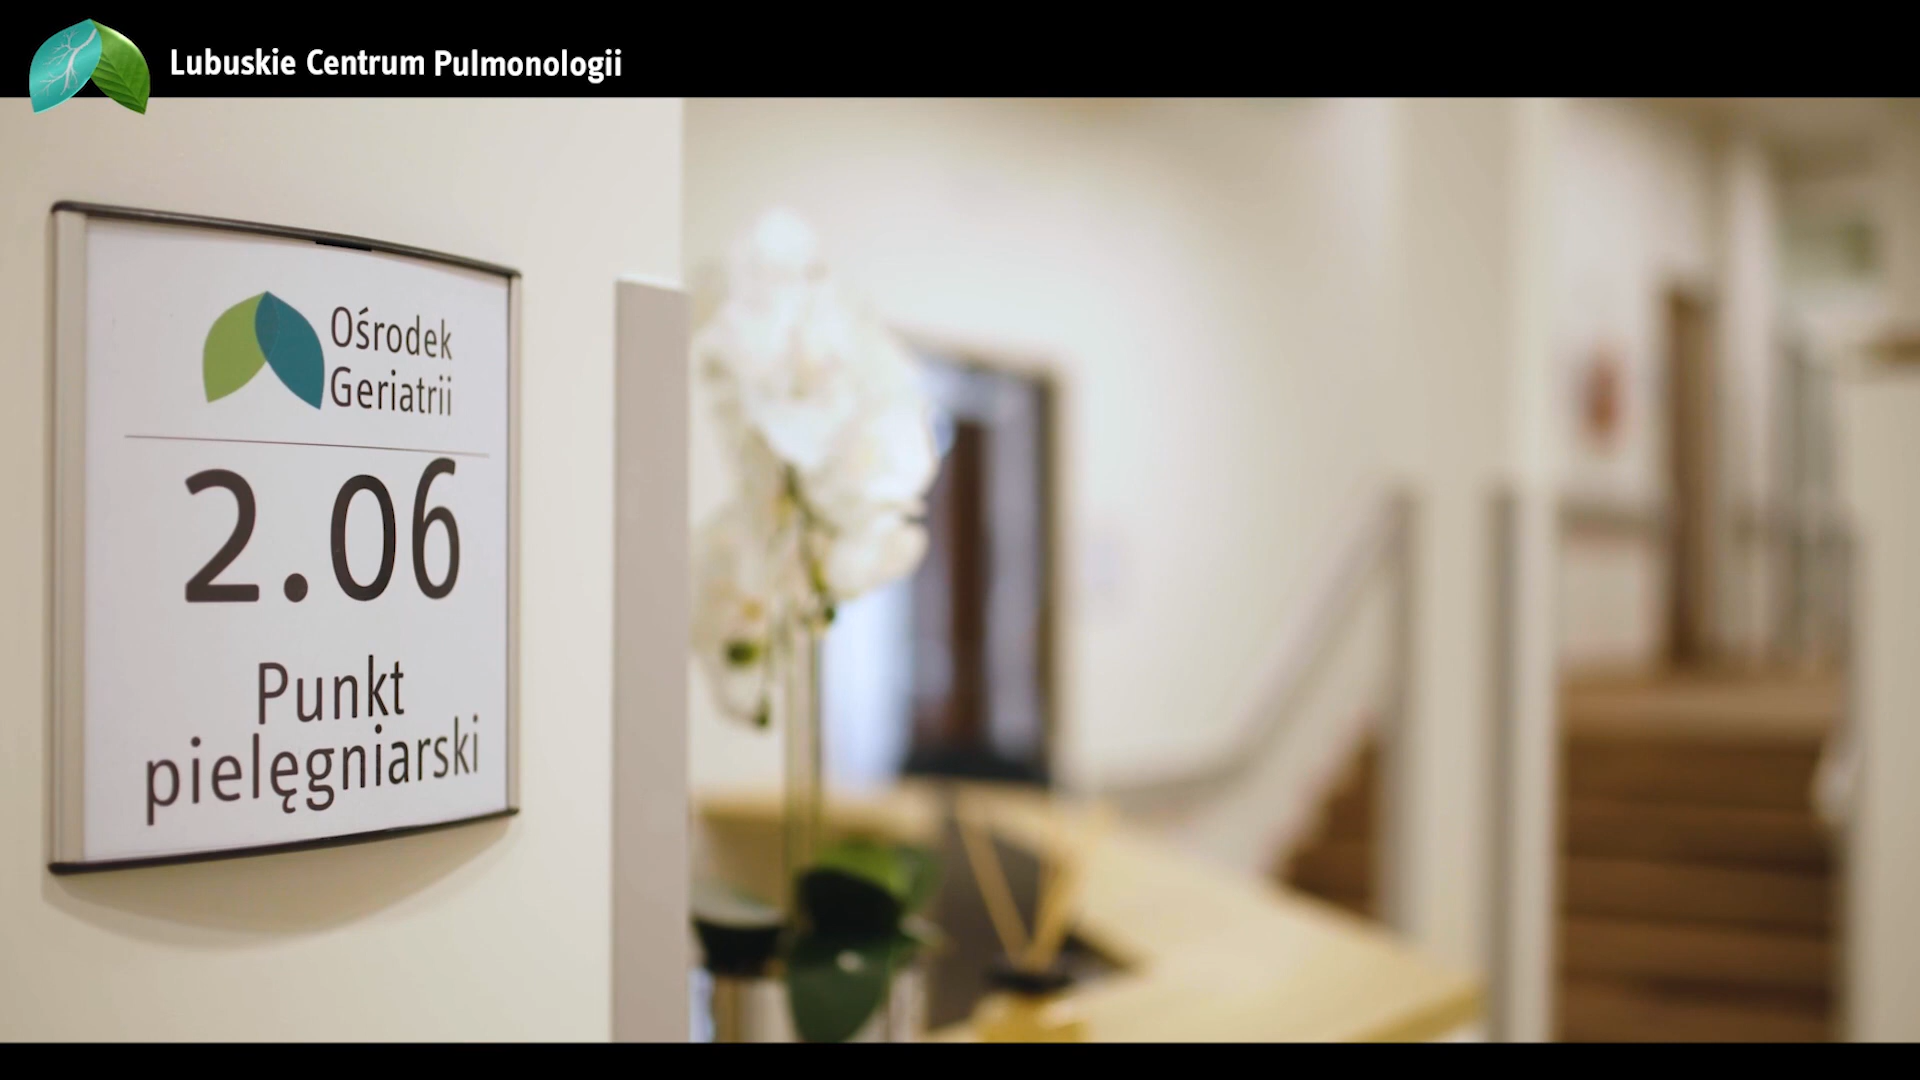 Lubuskie Centrum Pulmonologii
Ośrodek
Geriatrii
2.06
Punkt
pielęgniarski